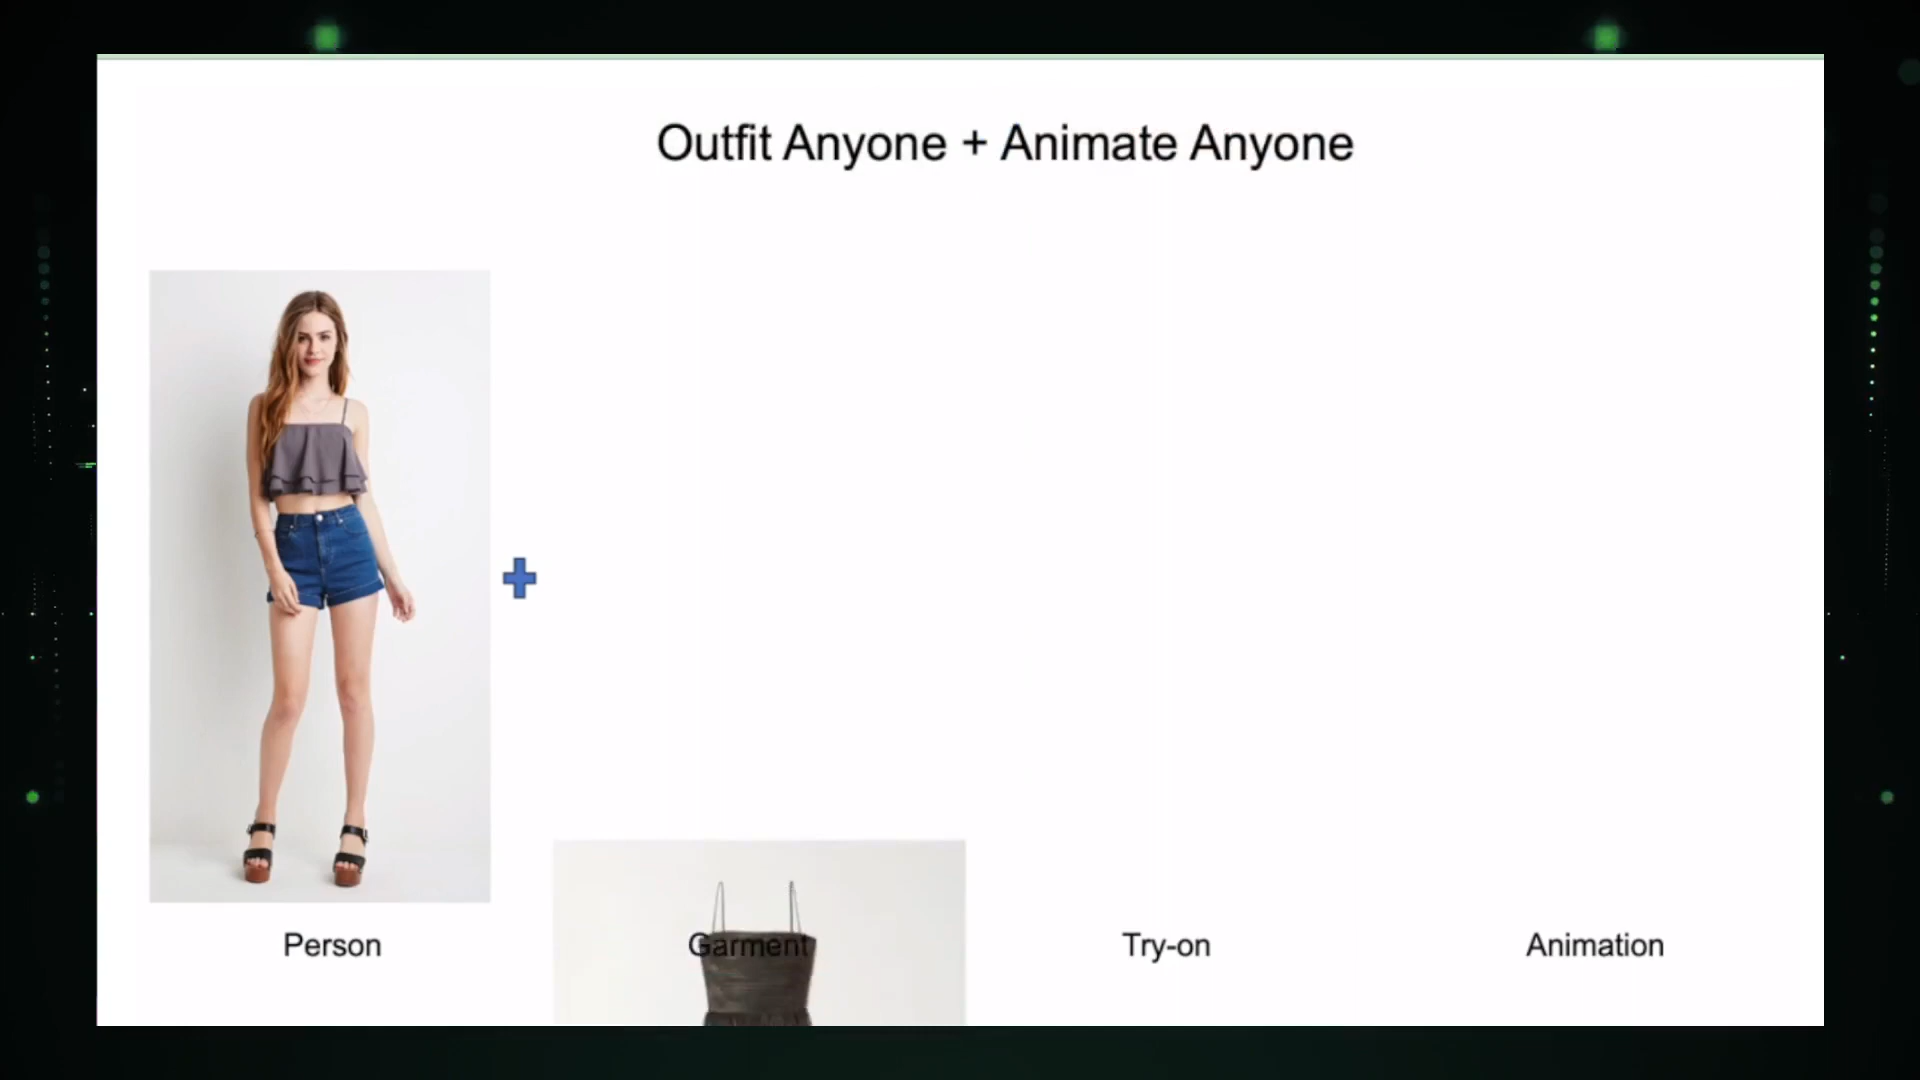 Outfit Anyone + Animate Anyone
Person
Garment
Try-on
Animation